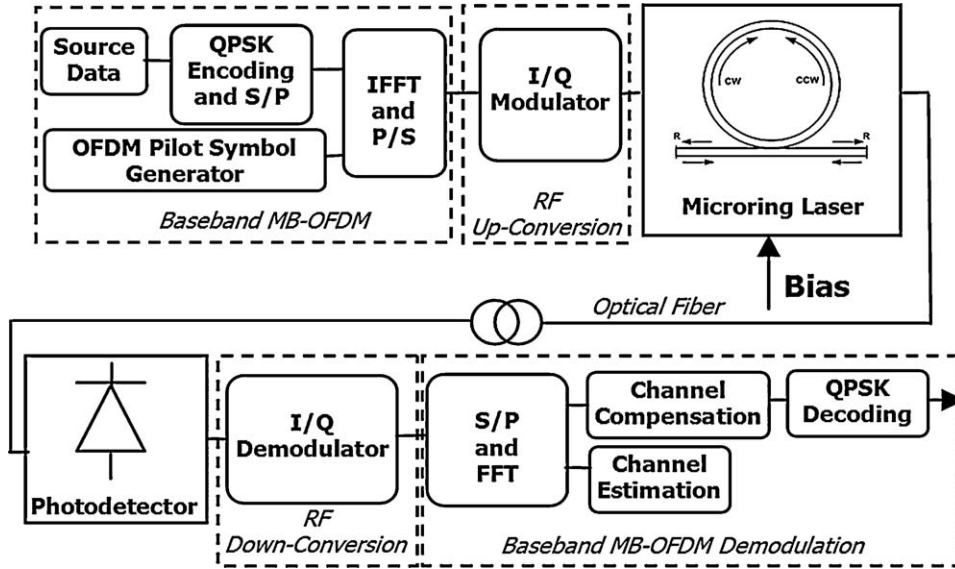 Source
Data
QPSK
Encoding
and S/P
IFFT
and
P/S
OFDM Pilot Symbol
Generator
Baseband MB-OFDM
I/Q
Modulator
RF
Up-Conversion
CW
CCW
R
R
Microring Laser
Bias
Optical Fiber
Photodetector
I/Q
Demodulator
RF
Down-Conversion
S/P
and
FFT
Channel
Compensation
QPSK
Decoding
Channel
Estimation
Baseband MB-OFDM Demodulation